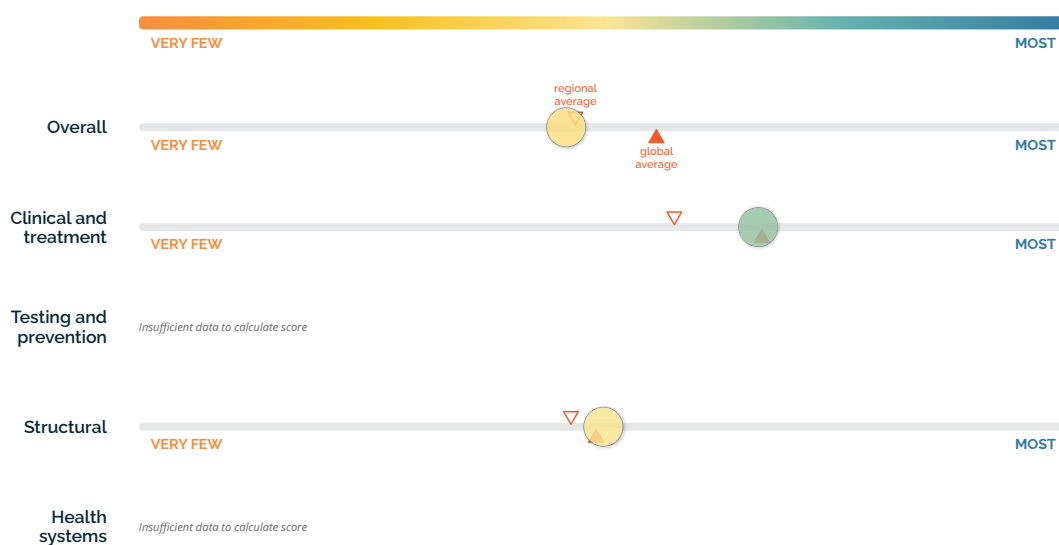 VERY FEW
MOST
regional
average
Overall
VERY FEW
MOST
global
average
Clinical and
treatment
VERY FEW
MOST
Testing and
prevention
Insufficient data to calculate score
Structural
VERY FEW
MOST
Health
systems
Insufficient data to calculate score